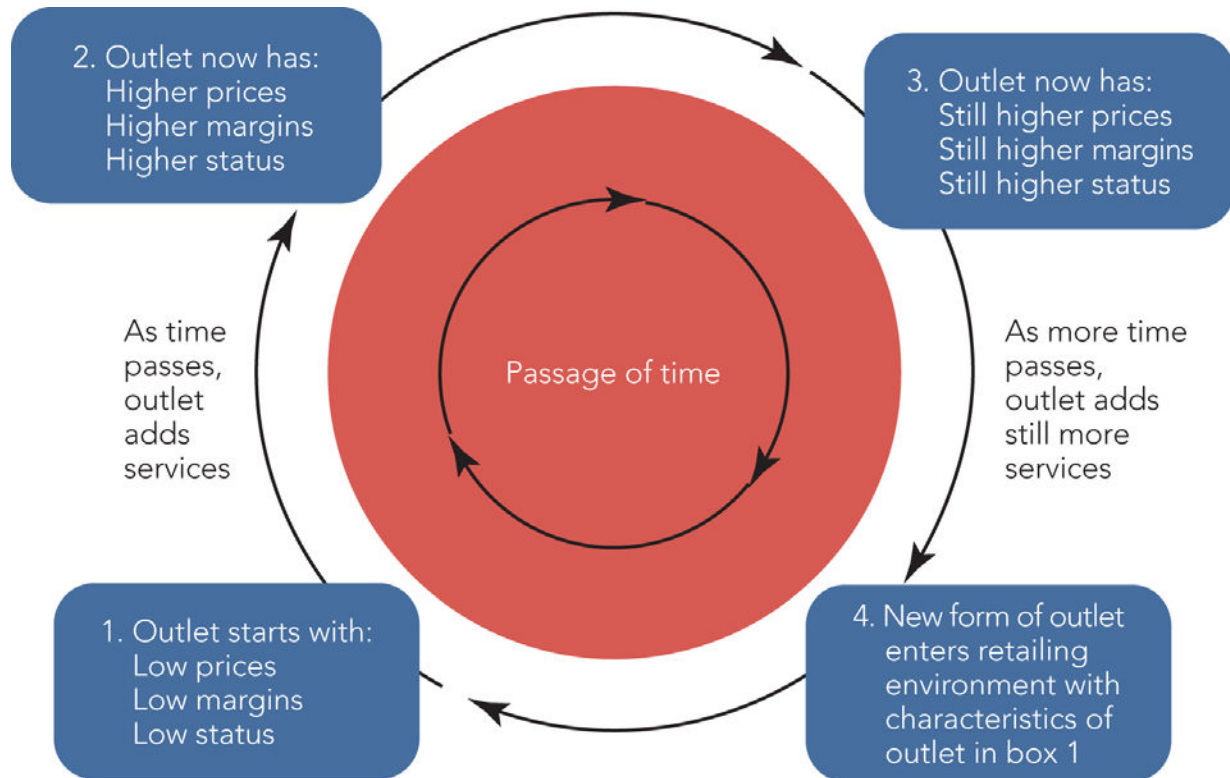 2. Outlet now has:
Higher prices
Higher margins
Higher status
3. Outlet now has:
Still higher prices
Still higher margins
Still higher status
As time
passes,
outlet
adds
services
Passage of time
As more time
passes,
outlet adds
still more
services
1. Outlet starts with:
Low prices
Low margins
Low status
4. New form of outlet
enters retailing
environment with
characteristics of
outlet in box 1